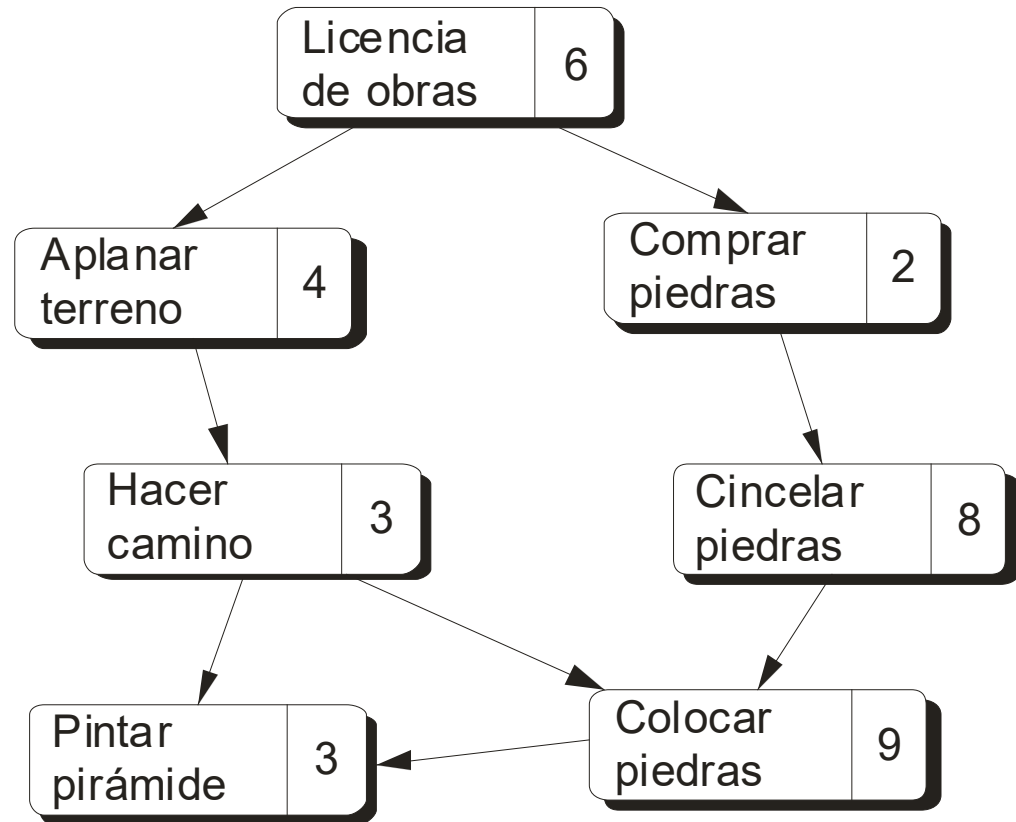 Licencia
de obras
6
Aplanar
terreno
4
Comprar
piedras
2
Hacer
camino
3
Cincelar
piedras
8
Pintar
pirámide
3
Colocar
piedras
9